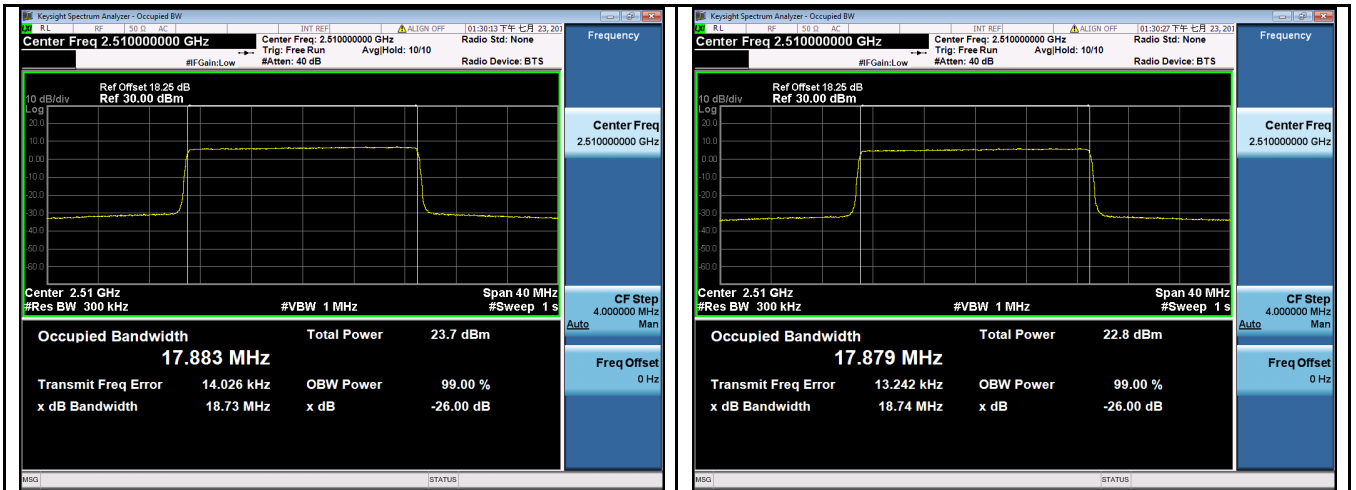 Keysight Spectrum Analyzer - Occupied BW
RL RF 50 Ω AC INT REF ALIGN OFF 01:30:13 下午 七月 23, 201
Center Freq 2.510000000 GHz
Center Freq: 2.510000000 GHz
Radio Std: None
Trig: Free Run Avg|Hold: 10/10
#IFGain:Low #Atten: 40 dB Radio Device: BTS
Ref Offset 18.25 dB
10 dB/div Ref 30.00 dBm
Log
20.0
10.0
0.00
-10.0
-20.0
-30.0
-40.0
-50.0
-60.0
Center 2.51 GHz Span 40 MHz
#Res BW 300 kHz #VBW 1 MHz #Sweep 1 s
Occupied Bandwidth Total Power 23.7 dBm
17.883 MHz
Transmit Freq Error 14.026 kHz OBW Power 99.00 %
x dB Bandwidth 18.73 MHz x dB -26.00 dB
MSG STATUS
Frequency
Center Freq
2.510000000 GHz
CF Step
4.000000 MHz
Auto Man
Freq Offset
0 Hz
Keysight Spectrum Analyzer - Occupied BW
RL RF 50 Ω AC INT REF ALIGN OFF 01:30:27 下午 七月 23, 201
Center Freq 2.510000000 GHz
Center Freq: 2.510000000 GHz
Radio Std: None
Trig: Free Run Avg|Hold: 10/10
#IFGain:Low #Atten: 40 dB Radio Device: BTS
Ref Offset 18.25 dB
10 dB/div Ref 30.00 dBm
Log
20.0
10.0
0.00
-10.0
-20.0
-30.0
-40.0
-50.0
-60.0
Center 2.51 GHz Span 40 MHz
#Res BW 300 kHz #VBW 1 MHz #Sweep 1 s
Occupied Bandwidth Total Power 22.8 dBm
17.879 MHz
Transmit Freq Error 13.242 kHz OBW Power 99.00 %
x dB Bandwidth 18.74 MHz x dB -26.00 dB
MSG STATUS
Frequency
Center Freq
2.510000000 GHz
CF Step
4.000000 MHz
Auto Man
Freq Offset
0 Hz